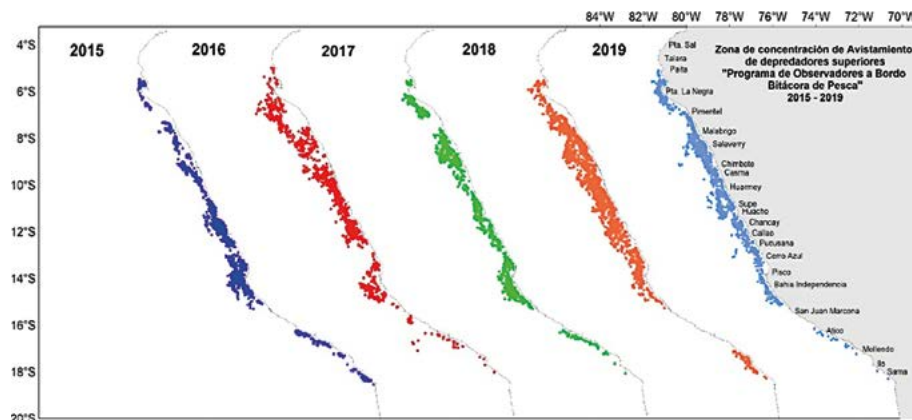 84°W 82°W 80°W 78°W 76°W 74°W 72°W 70°W
4°S
6°S
8°S
10°S
12°S
14°S
16°S
18°S
20°S
2015 2016 2017 2018 2019
Zona de concentración de Avistamiento
de depredadores superiores
"Programa de Observadores a Bordo
Bitácora de Pesca"
2015 - 2019
Pta. Sal
Talara
Paita
Pta. La Negra
Pimentel
Malabrigo
Salaverry
Chimbote
Casma
Huarmey
Supe
Huacho
Chancay
Callao
Pucusana
Cerro Azul
Pisco
Bahia Independencia
San Juan Marcona
Atico
Mollendo
Ilo
Sama